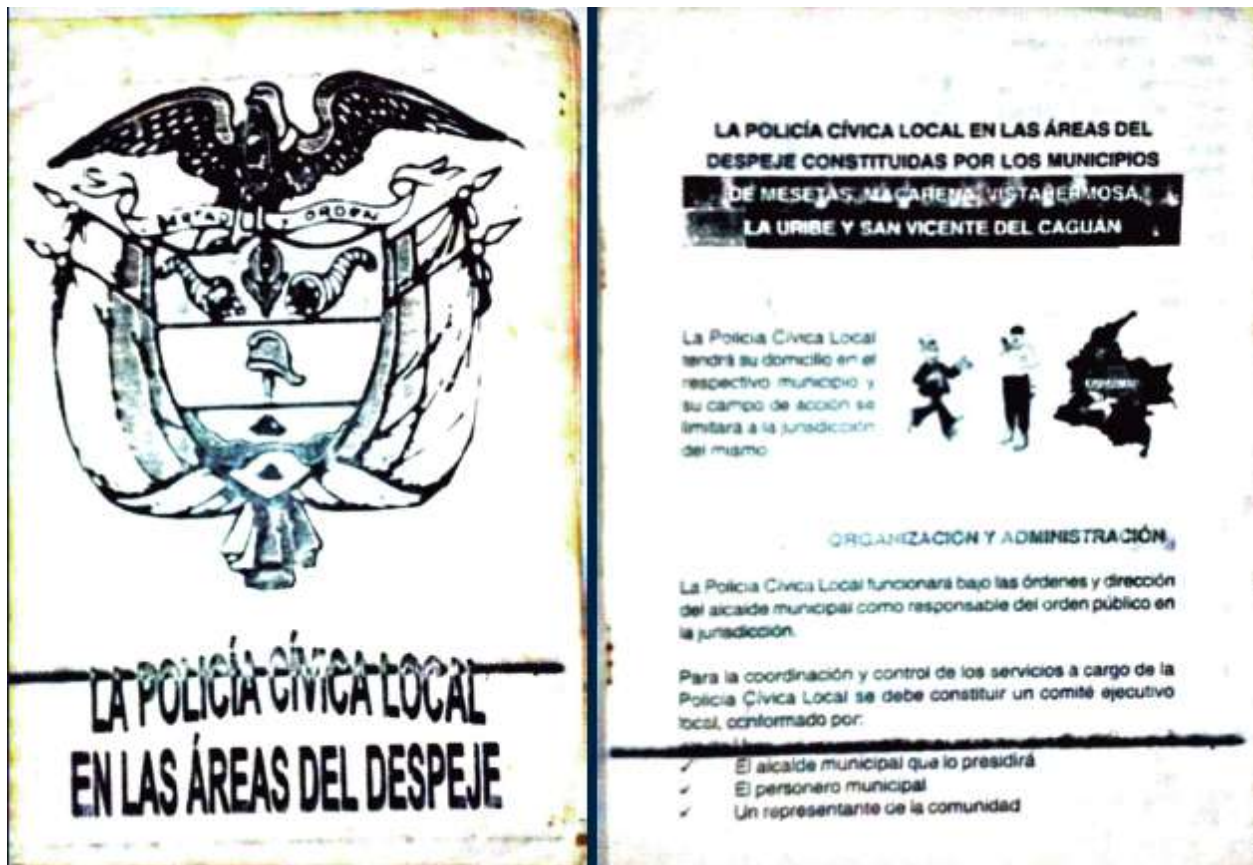 ORDEN
LA POLICÍA CÍVICA LOCAL
EN LAS ÁREAS DEL DESPEJE
LA POLICÍA CÍVICA LOCAL EN LAS ÁREAS DEL
DESPEJE CONSTITUIDAS POR LOS MUNICIPIOS
DE MESETAS, MACARENA, VISTAHERMOSA,
LA URIBE Y SAN VICENTE DEL CAGUÁN
La Policía Cívica Local
tendrá su domicilio en el
respectivo municipio y
su campo de acción se
limitará a la jurisdicción
del mismo
ORGANIZACIÓN Y ADMINISTRACIÓN
La Policía Cívica Local funcionará bajo las órdenes y dirección
del alcalde municipal como responsable del orden público en
la jurisdicción.
Para la coordinación y control de los servicios a cargo de la
Policía Cívica Local se debe constituir un comité ejecutivo
local, conformado por:
✓ El alcalde municipal que lo presidirá
✓ El personero municipal
✓ Un representante de la comunidad